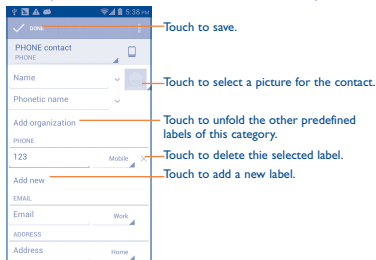 5:38 PM
DONE
Touch to save.
PHONE contact
PHONE
Name
Touch to select a picture for the contact.
Phonetic name
Add organization
Touch to unfold the other predefined
labels of this category.
PHONE
123
Mobile
Touch to delete thie selected label.
Add new
Touch to add a new label.
EMAIL
Email
Work
ADDRESS
Address
Home